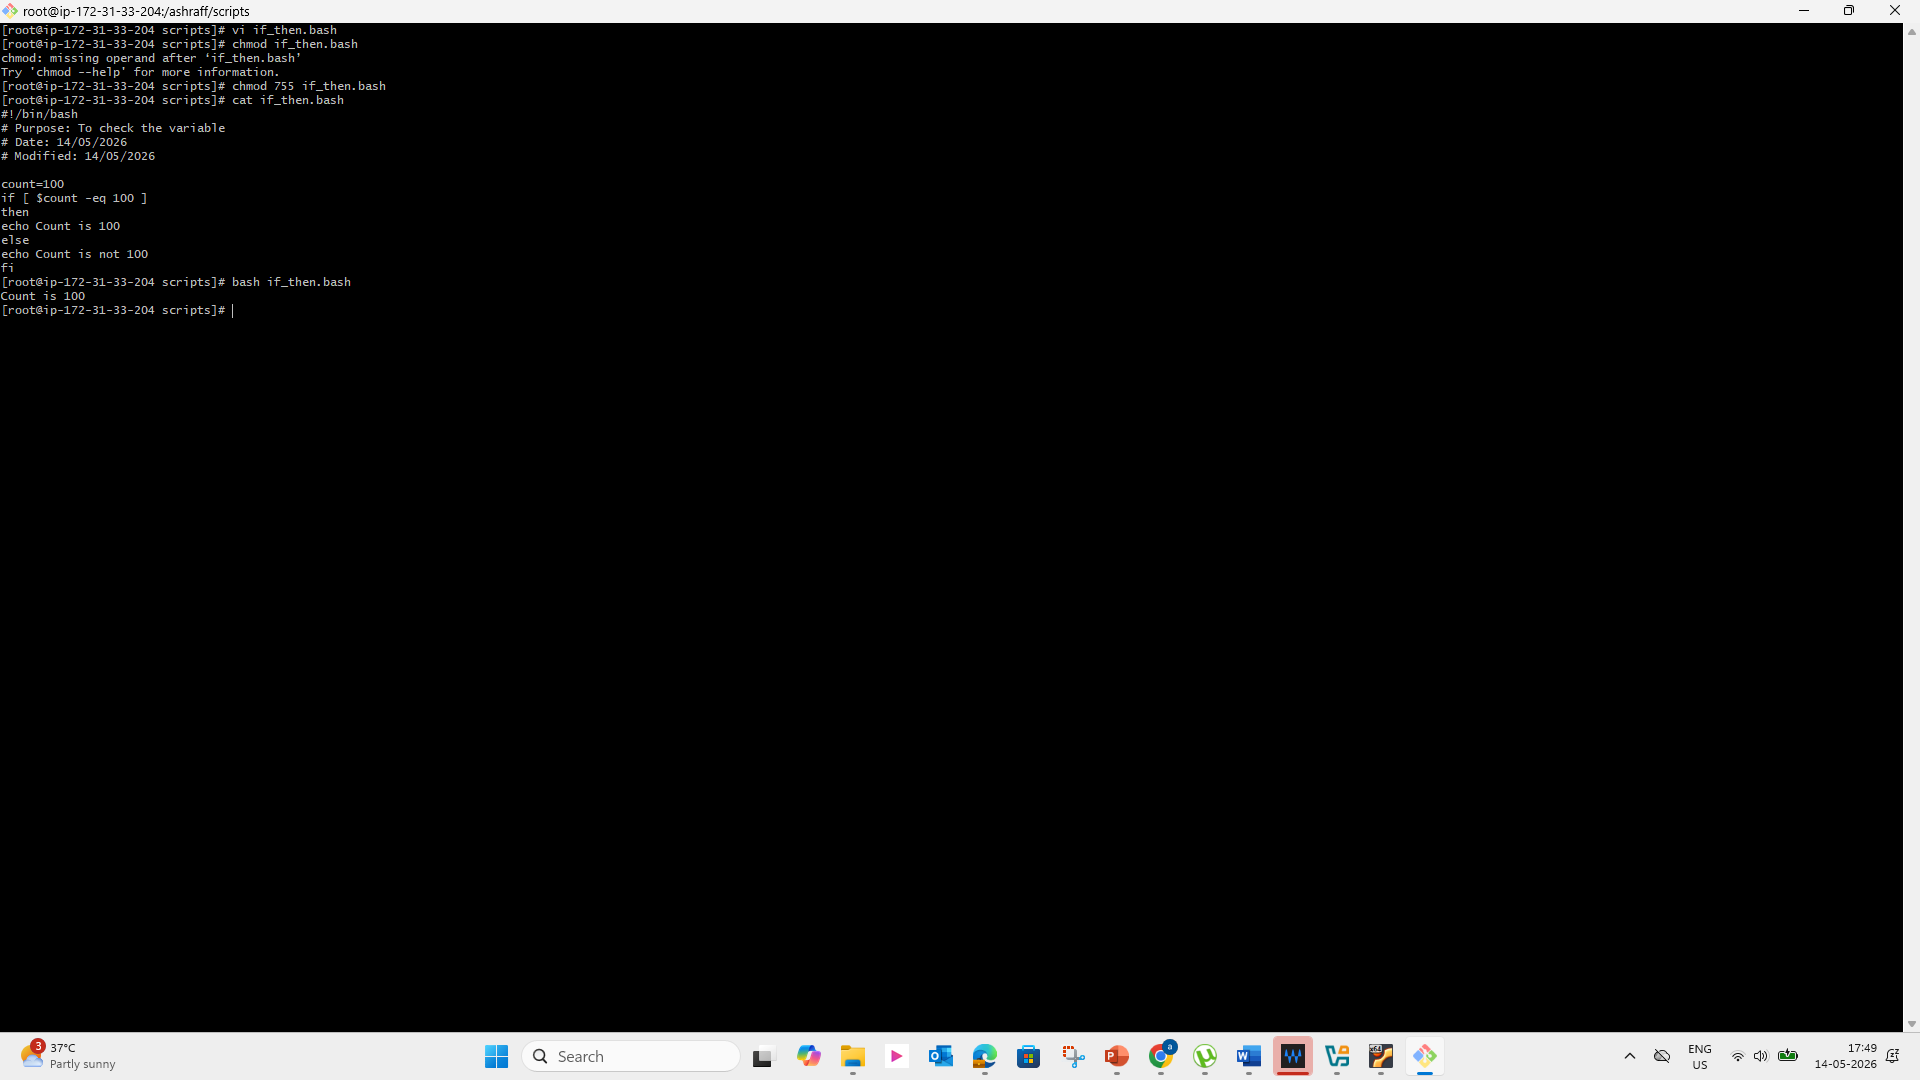 root@ip-172-31-33-204:/ashraff/scripts
[root@ip-172-31-33-204 scripts]# vi if_then.bash
[root@ip-172-31-33-204 scripts]# chmod if_then.bash
chmod: missing operand after ‘if_then.bash’
Try 'chmod --help' for more information.
[root@ip-172-31-33-204 scripts]# chmod 755 if_then.bash
[root@ip-172-31-33-204 scripts]# cat if_then.bash
#!/bin/bash
# Purpose: To check the variable
# Date: 14/05/2026
# Modified: 14/05/2026
count=100
if [ $count -eq 100 ]
then
echo Count is 100
else
echo Count is not 100
fi
[root@ip-172-31-33-204 scripts]# bash if_then.bash
Count is 100
[root@ip-172-31-33-204 scripts]#
3
37°C
Partly sunny
Search
a
ENG
US
17:49
14-05-2026